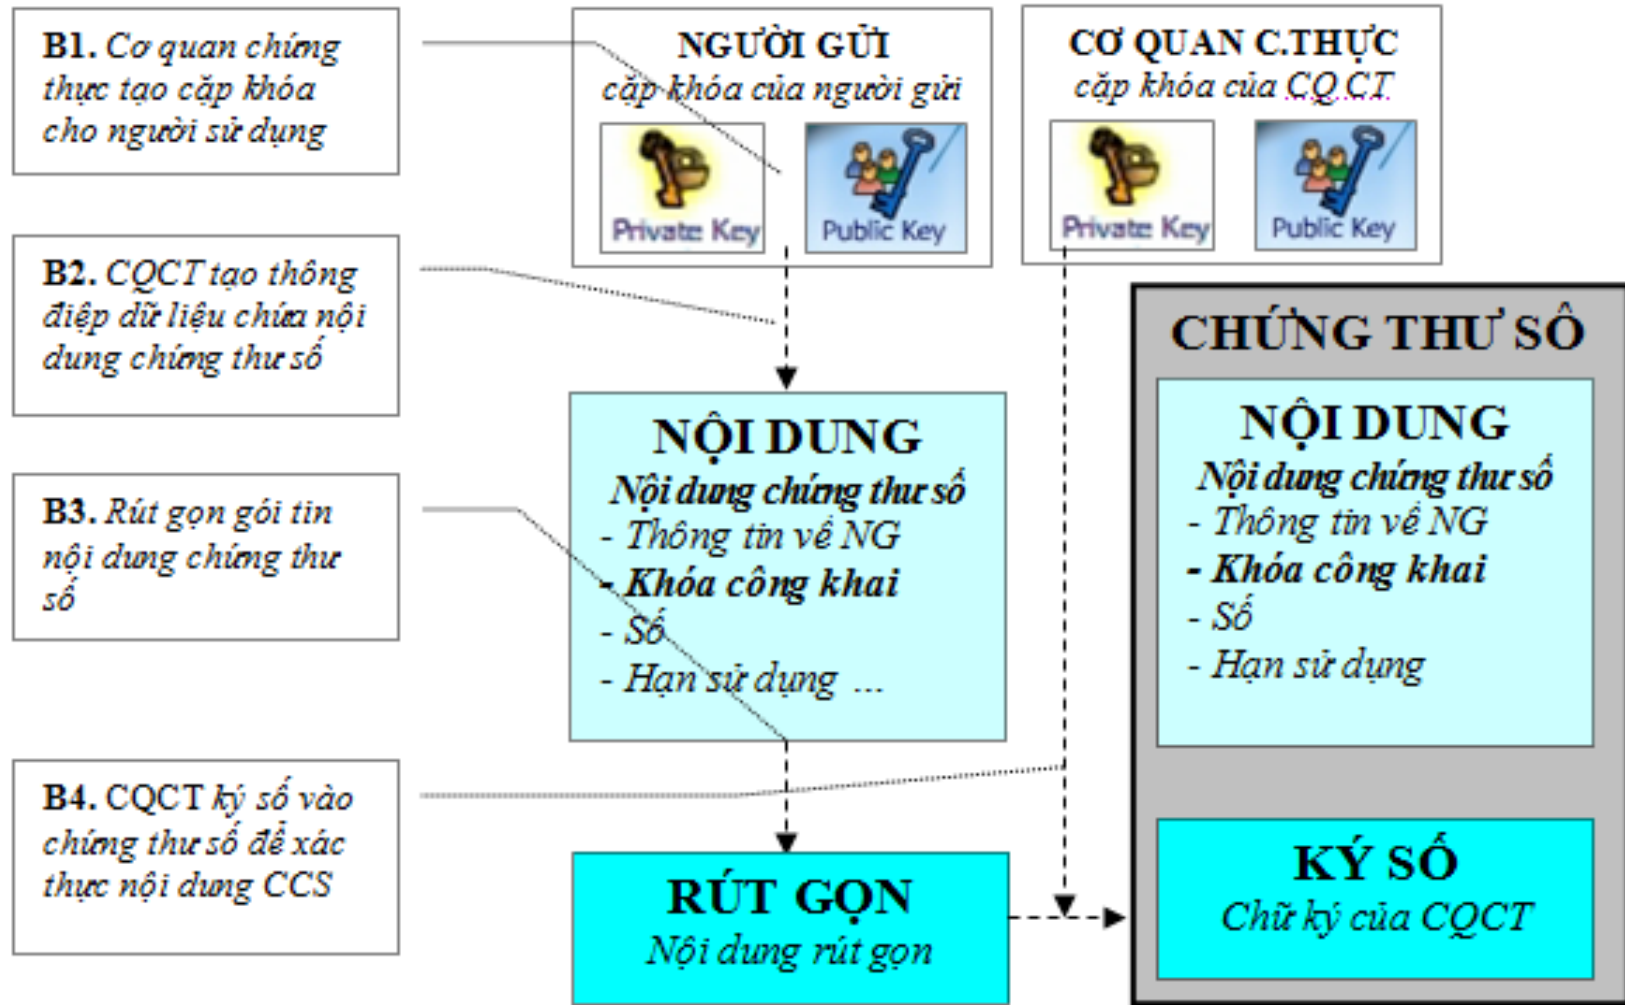 B1. Cơ quan chứng
thực tạo cặp khóa
cho người sử dụng
NGƯỜI GỬI
cặp khóa của người gửi
Private Key
Public Key
CƠ QUAN C.THỰC
cặp khóa của CQCT
Private Key
Public Key
B2. CQCT tạo thông
điệp dữ liệu chứa nội
dung chứng thư số
NỘI DUNG
Nội dung chứng thư số
- Thông tin về NG
- Khóa công khai
- Số
- Hạn sử dụng ...
CHỨNG THƯ SỐ
NỘI DUNG
Nội dung chứng thư số
- Thông tin về NG
- Khóa công khai
- Số
- Hạn sử dụng
B3. Rút gọn gói tin
nội dung chứng thư
số
B4. CQCT ký số vào
chứng thư số để xác
thực nội dung CCS
RÚT GỌN
Nội dung rút gọn
KÝ SỐ
Chữ ký của CQCT